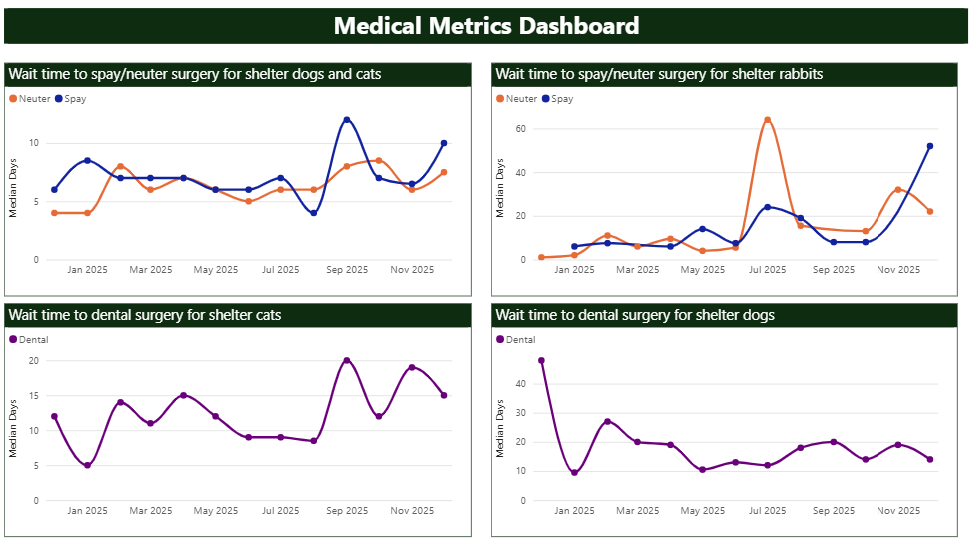 Medical Metrics Dashboard
Wait time to spay/neuter surgery for shelter dogs and cats
Neuter Spay
Median Days
10
5
0
Jan 2025 Mar 2025 May 2025 Jul 2025 Sep 2025 Nov 2025
Wait time to spay/neuter surgery for shelter rabbits
Neuter Spay
Median Days
60
40
20
0
Jan 2025 Mar 2025 May 2025 Jul 2025 Sep 2025 Nov 2025
Wait time to dental surgery for shelter cats
Dental
Median Days
20
15
10
5
0
Jan 2025 Mar 2025 May 2025 Jul 2025 Sep 2025 Nov 2025
Wait time to dental surgery for shelter dogs
Dental
Median Days
40
30
20
10
0
Jan 2025 Mar 2025 May 2025 Jul 2025 Sep 2025 Nov 2025